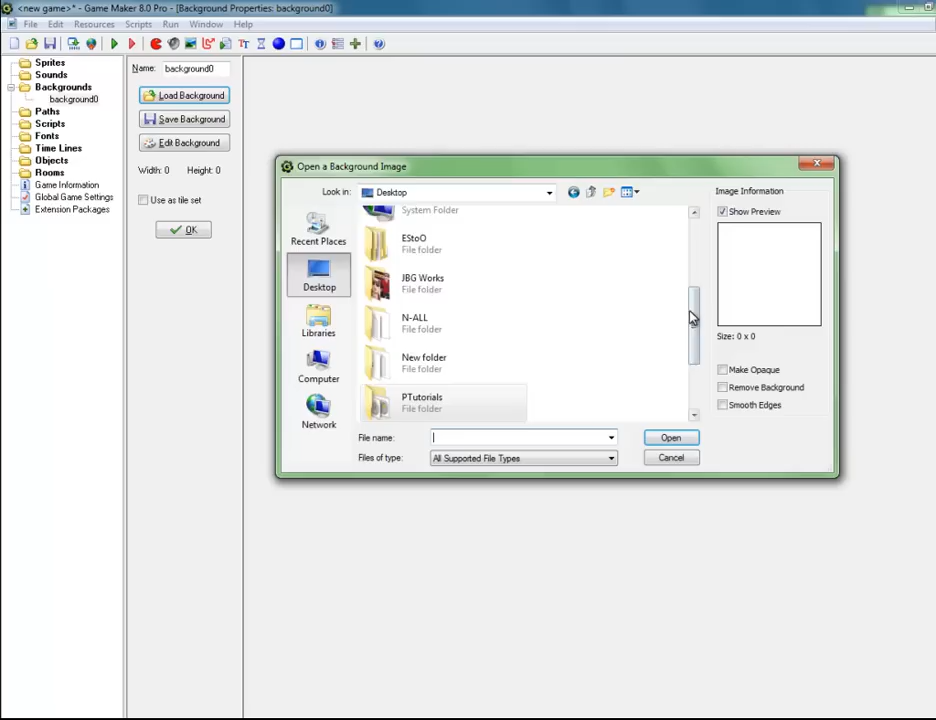 <new game>* - Game Maker 8.0 Pro - [Background Properties: background0]
File Edit Resources Scripts Run Window Help
Sprites
Sounds
Backgrounds
background0
Paths
Scripts
Fonts
Time Lines
Objects
Rooms
Game Information
Global Game Settings
Extension Packages
Name: background0
Load Background
Save Background
Edit Background
Width: 0 Height: 0
Use as tile set
OK
Open a Background Image
Look in: Desktop
Recent Places
Desktop
Libraries
Computer
Network
System Folder
EStoO
File folder
JBG Works
File folder
N-ALL
File folder
New folder
File folder
PTutorials
File folder
File name:
Open
Files of type: All Supported File Types
Cancel
Image Information
Show Preview
Size: 0 x 0
Make Opaque
Remove Background
Smooth Edges